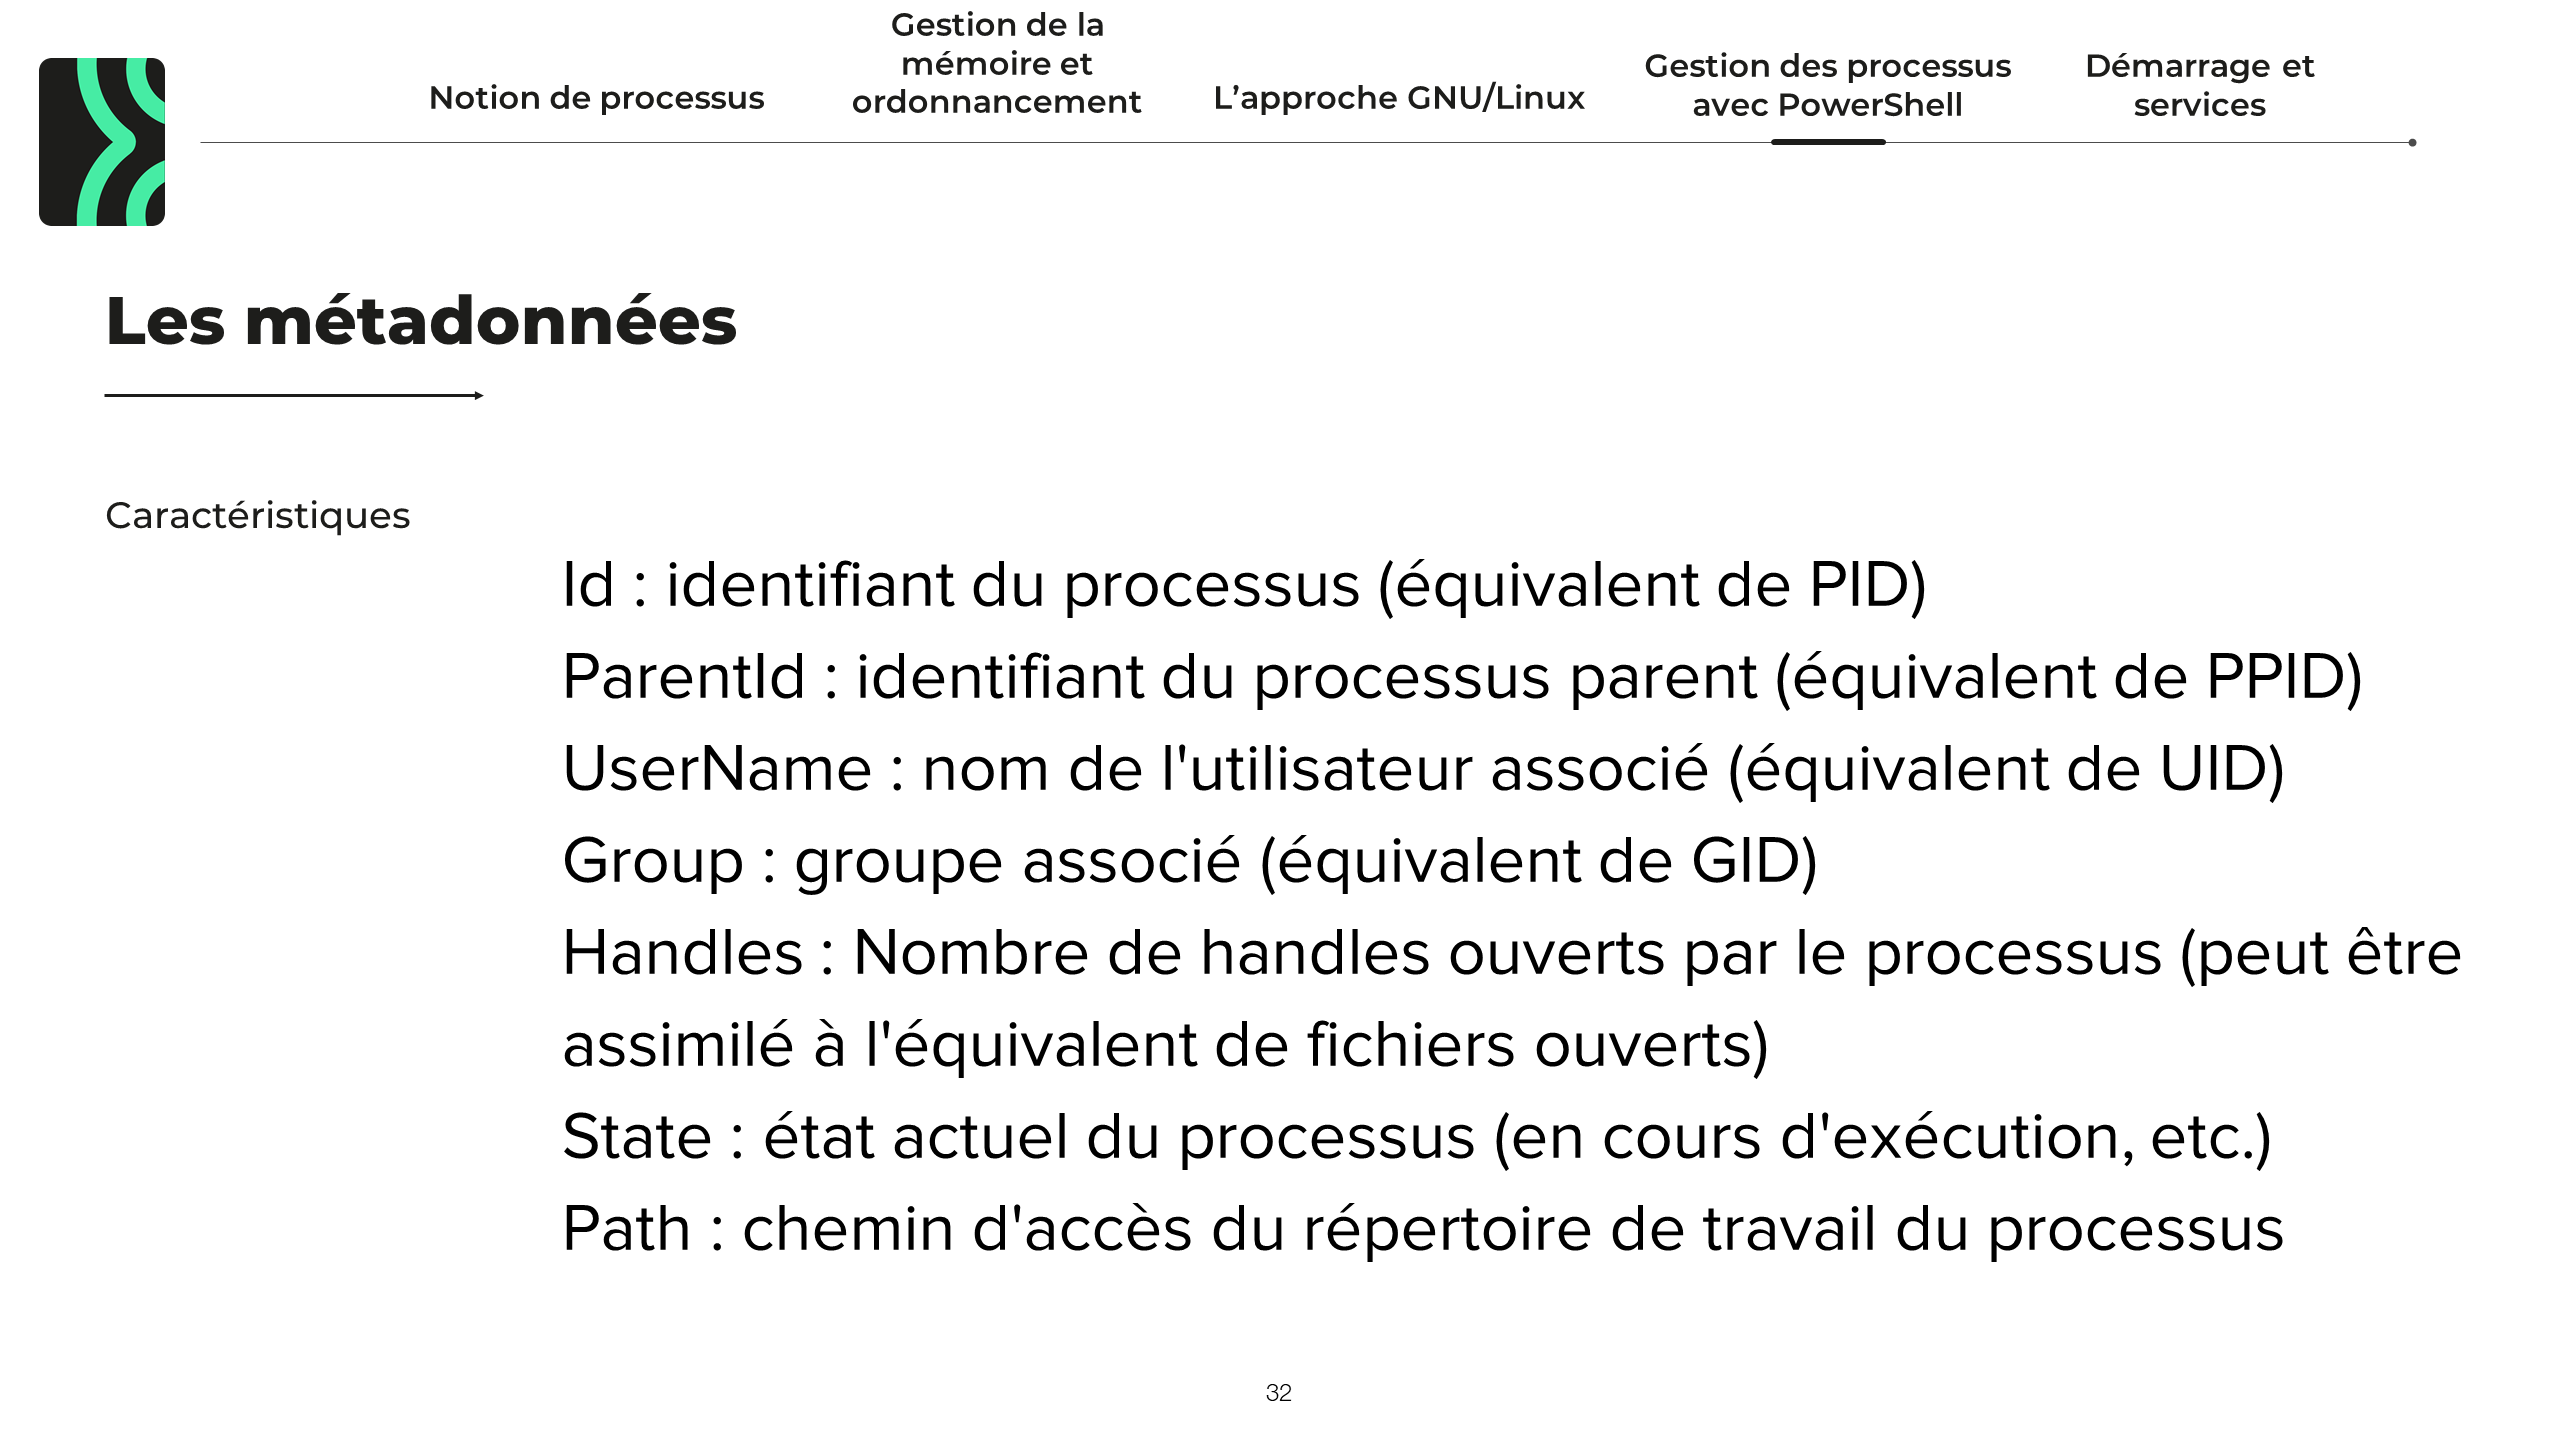 Notion de processus
Gestion de la
mémoire et
ordonnancement
L’approche GNU/Linux
Gestion des processus
avec PowerShell
Démarrage et
services
Les métadonnées
Caractéristiques
Id : identifiant du processus (équivalent de PID)
ParentId : identifiant du processus parent (équivalent de PPID)
UserName : nom de l'utilisateur associé (équivalent de UID)
Group : groupe associé (équivalent de GID)
Handles : Nombre de handles ouverts par le processus (peut être
assimilé à l'équivalent de fichiers ouverts)
State : état actuel du processus (en cours d'exécution, etc.)
Path : chemin d'accès du répertoire de travail du processus
32